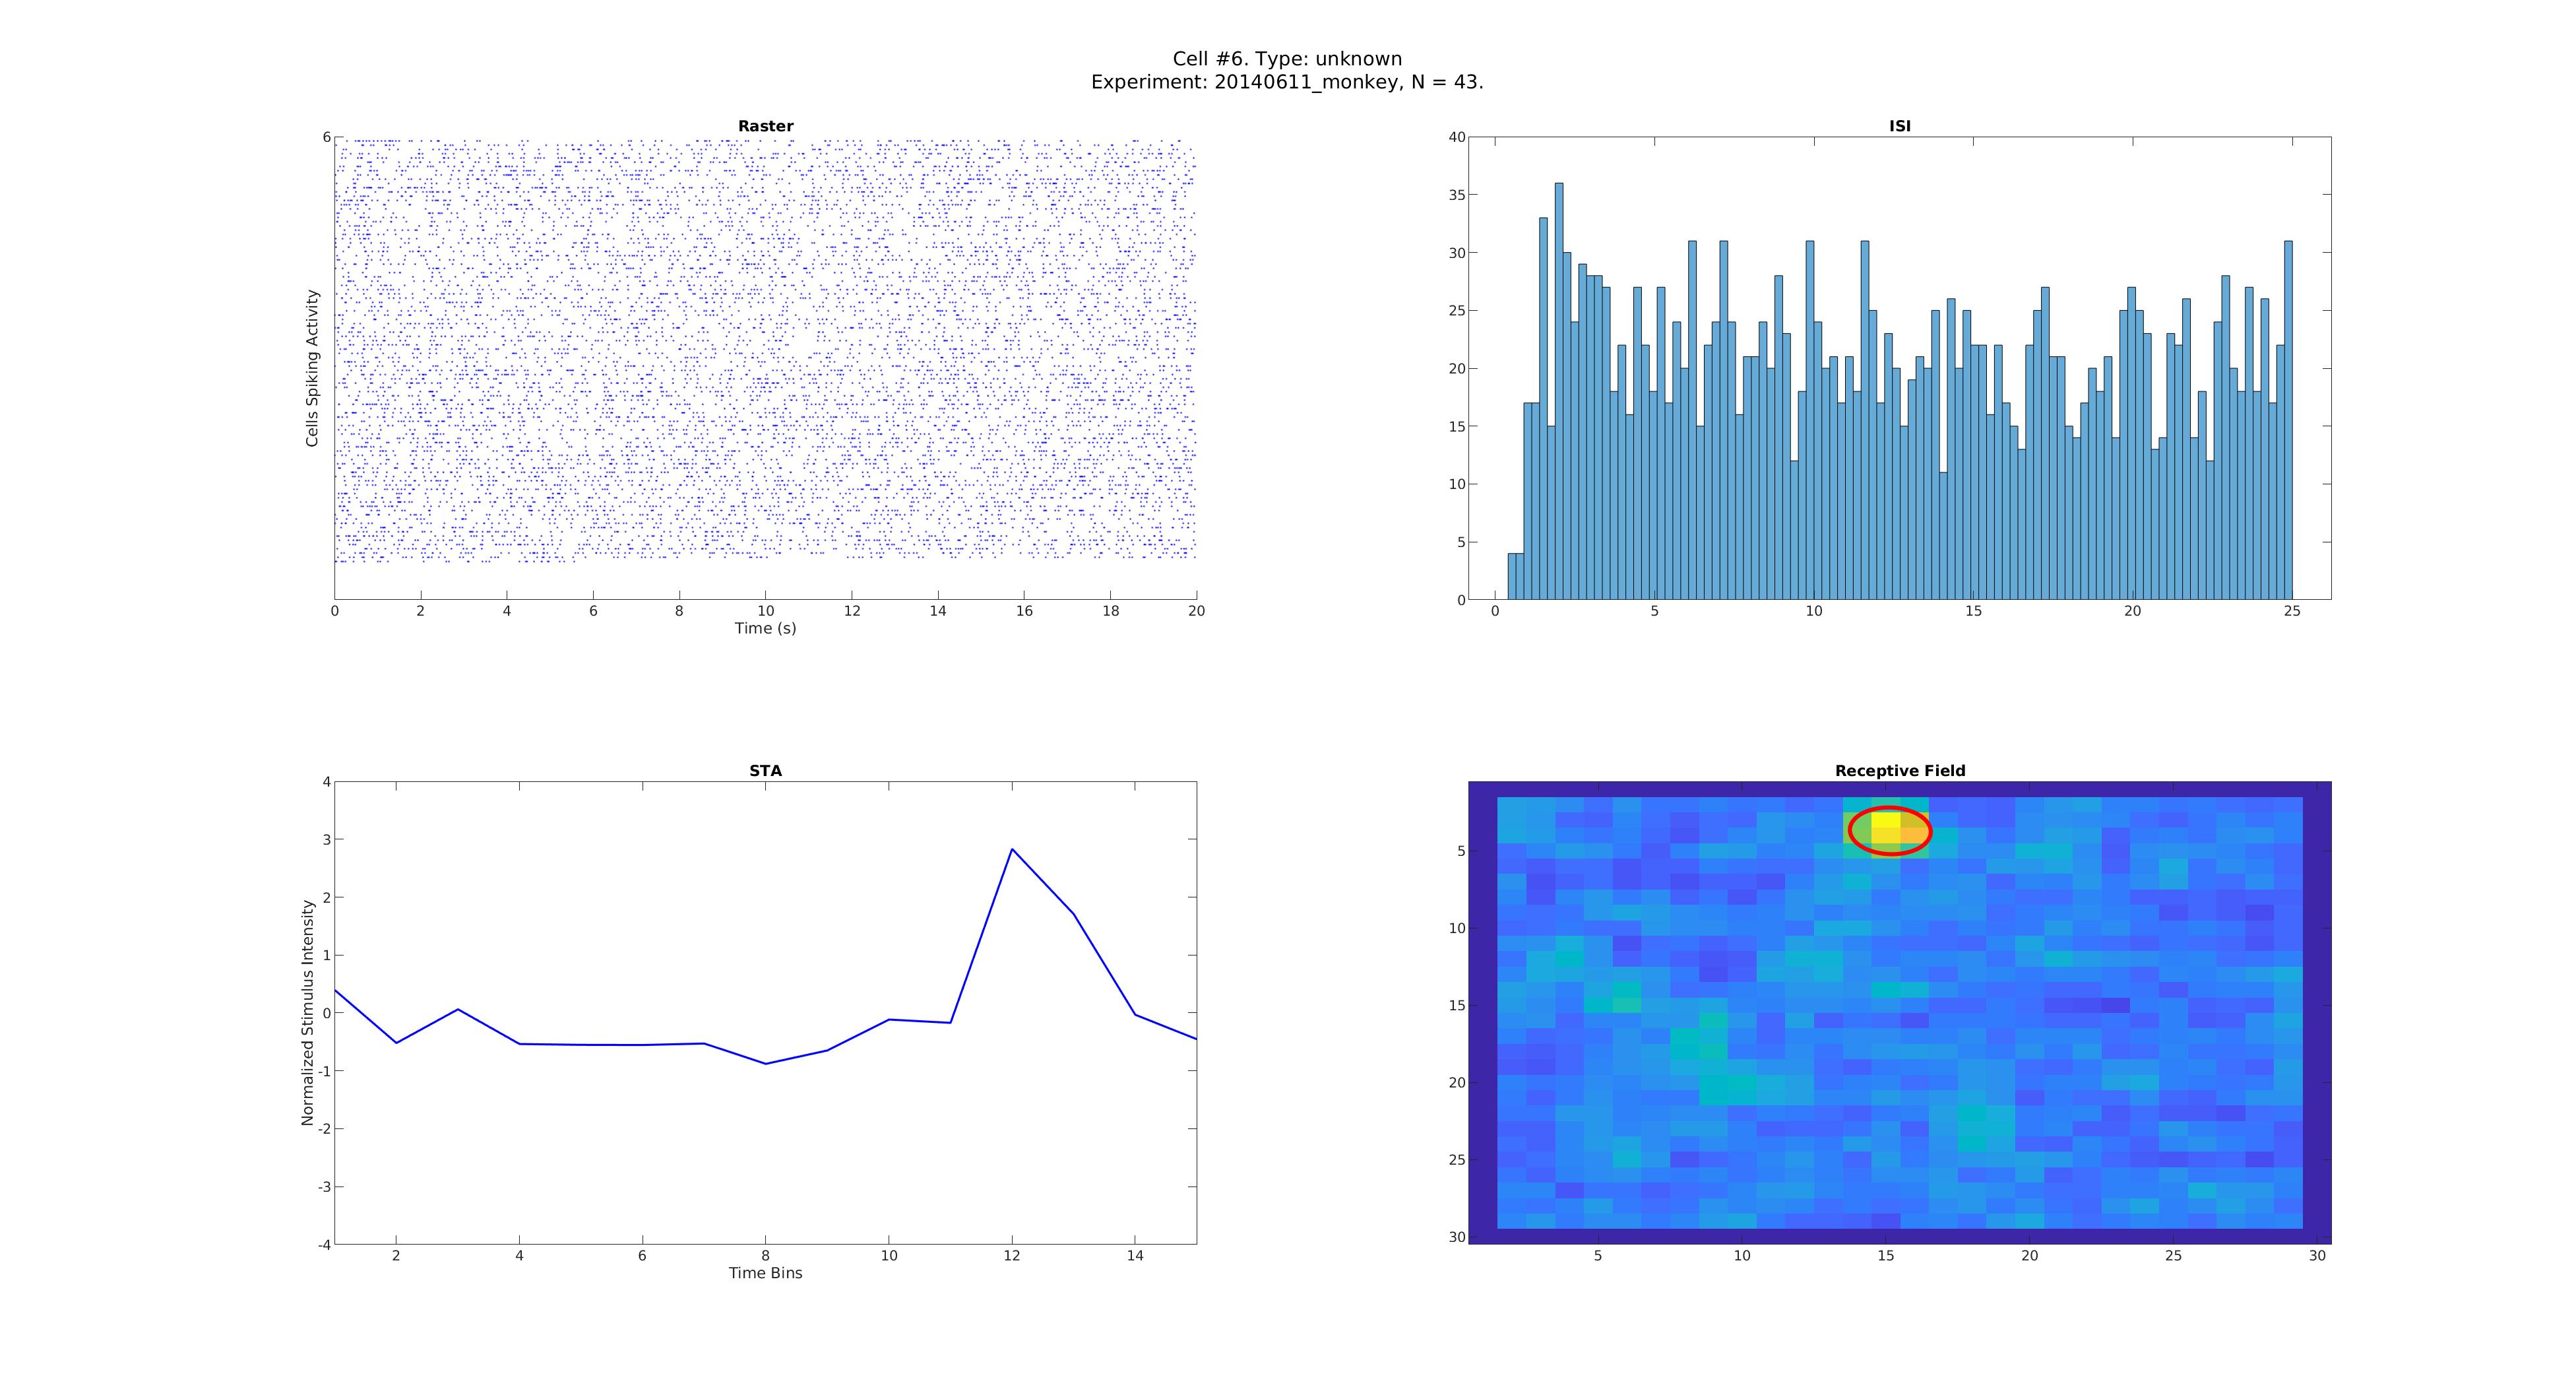 Cell #6. Type: unknown
Experiment: 20140611_monkey, N = 43.
Raster
6
Cells Spiking Activity
0 2 4 6 8 10 12 14 16 18 20
Time (s)
ISI
40
35
30
25
20
15
10
5
0
0 5 10 15 20 25
STA
4
3
2
1
0
-1
-2
-3
-4
Normalized Stimulus Intensity
2 4 6 8 10 12 14
Time Bins
Receptive Field
5
10
15
20
25
30
5 10 15 20 25 30